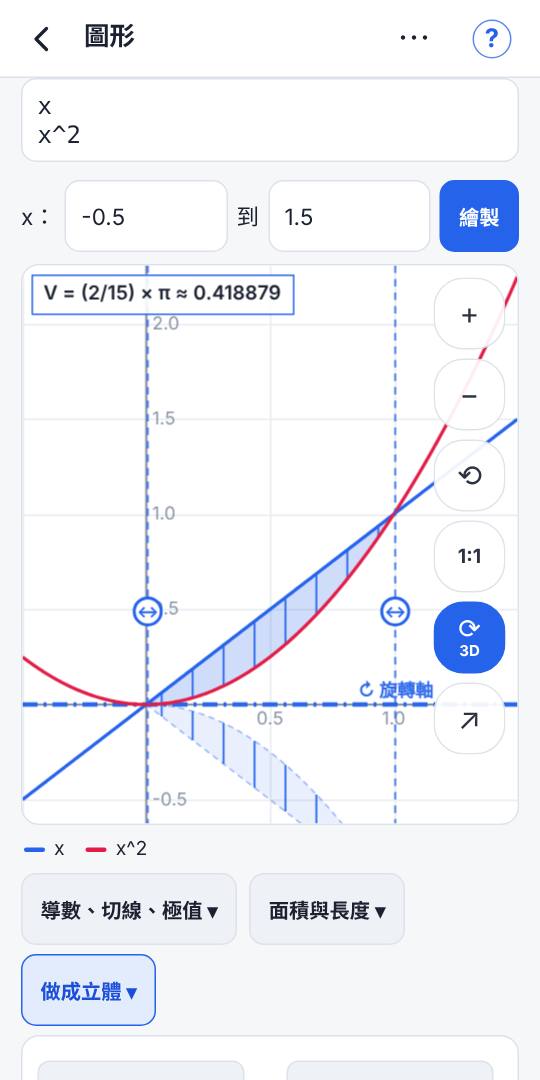 圖形
?
x
x^2
x： -0.5 到 1.5 繪製
V = (2/15) × π ≈ 0.418879
2.0
1.5
1.0
.5
-0.5
0.5
1.0
↻ 旋轉軸
+
−
⟲
1:1
⟳
3D
↗
x x^2
導數、切線、極值 ▾ 面積與長度 ▾
做成立體 ▾